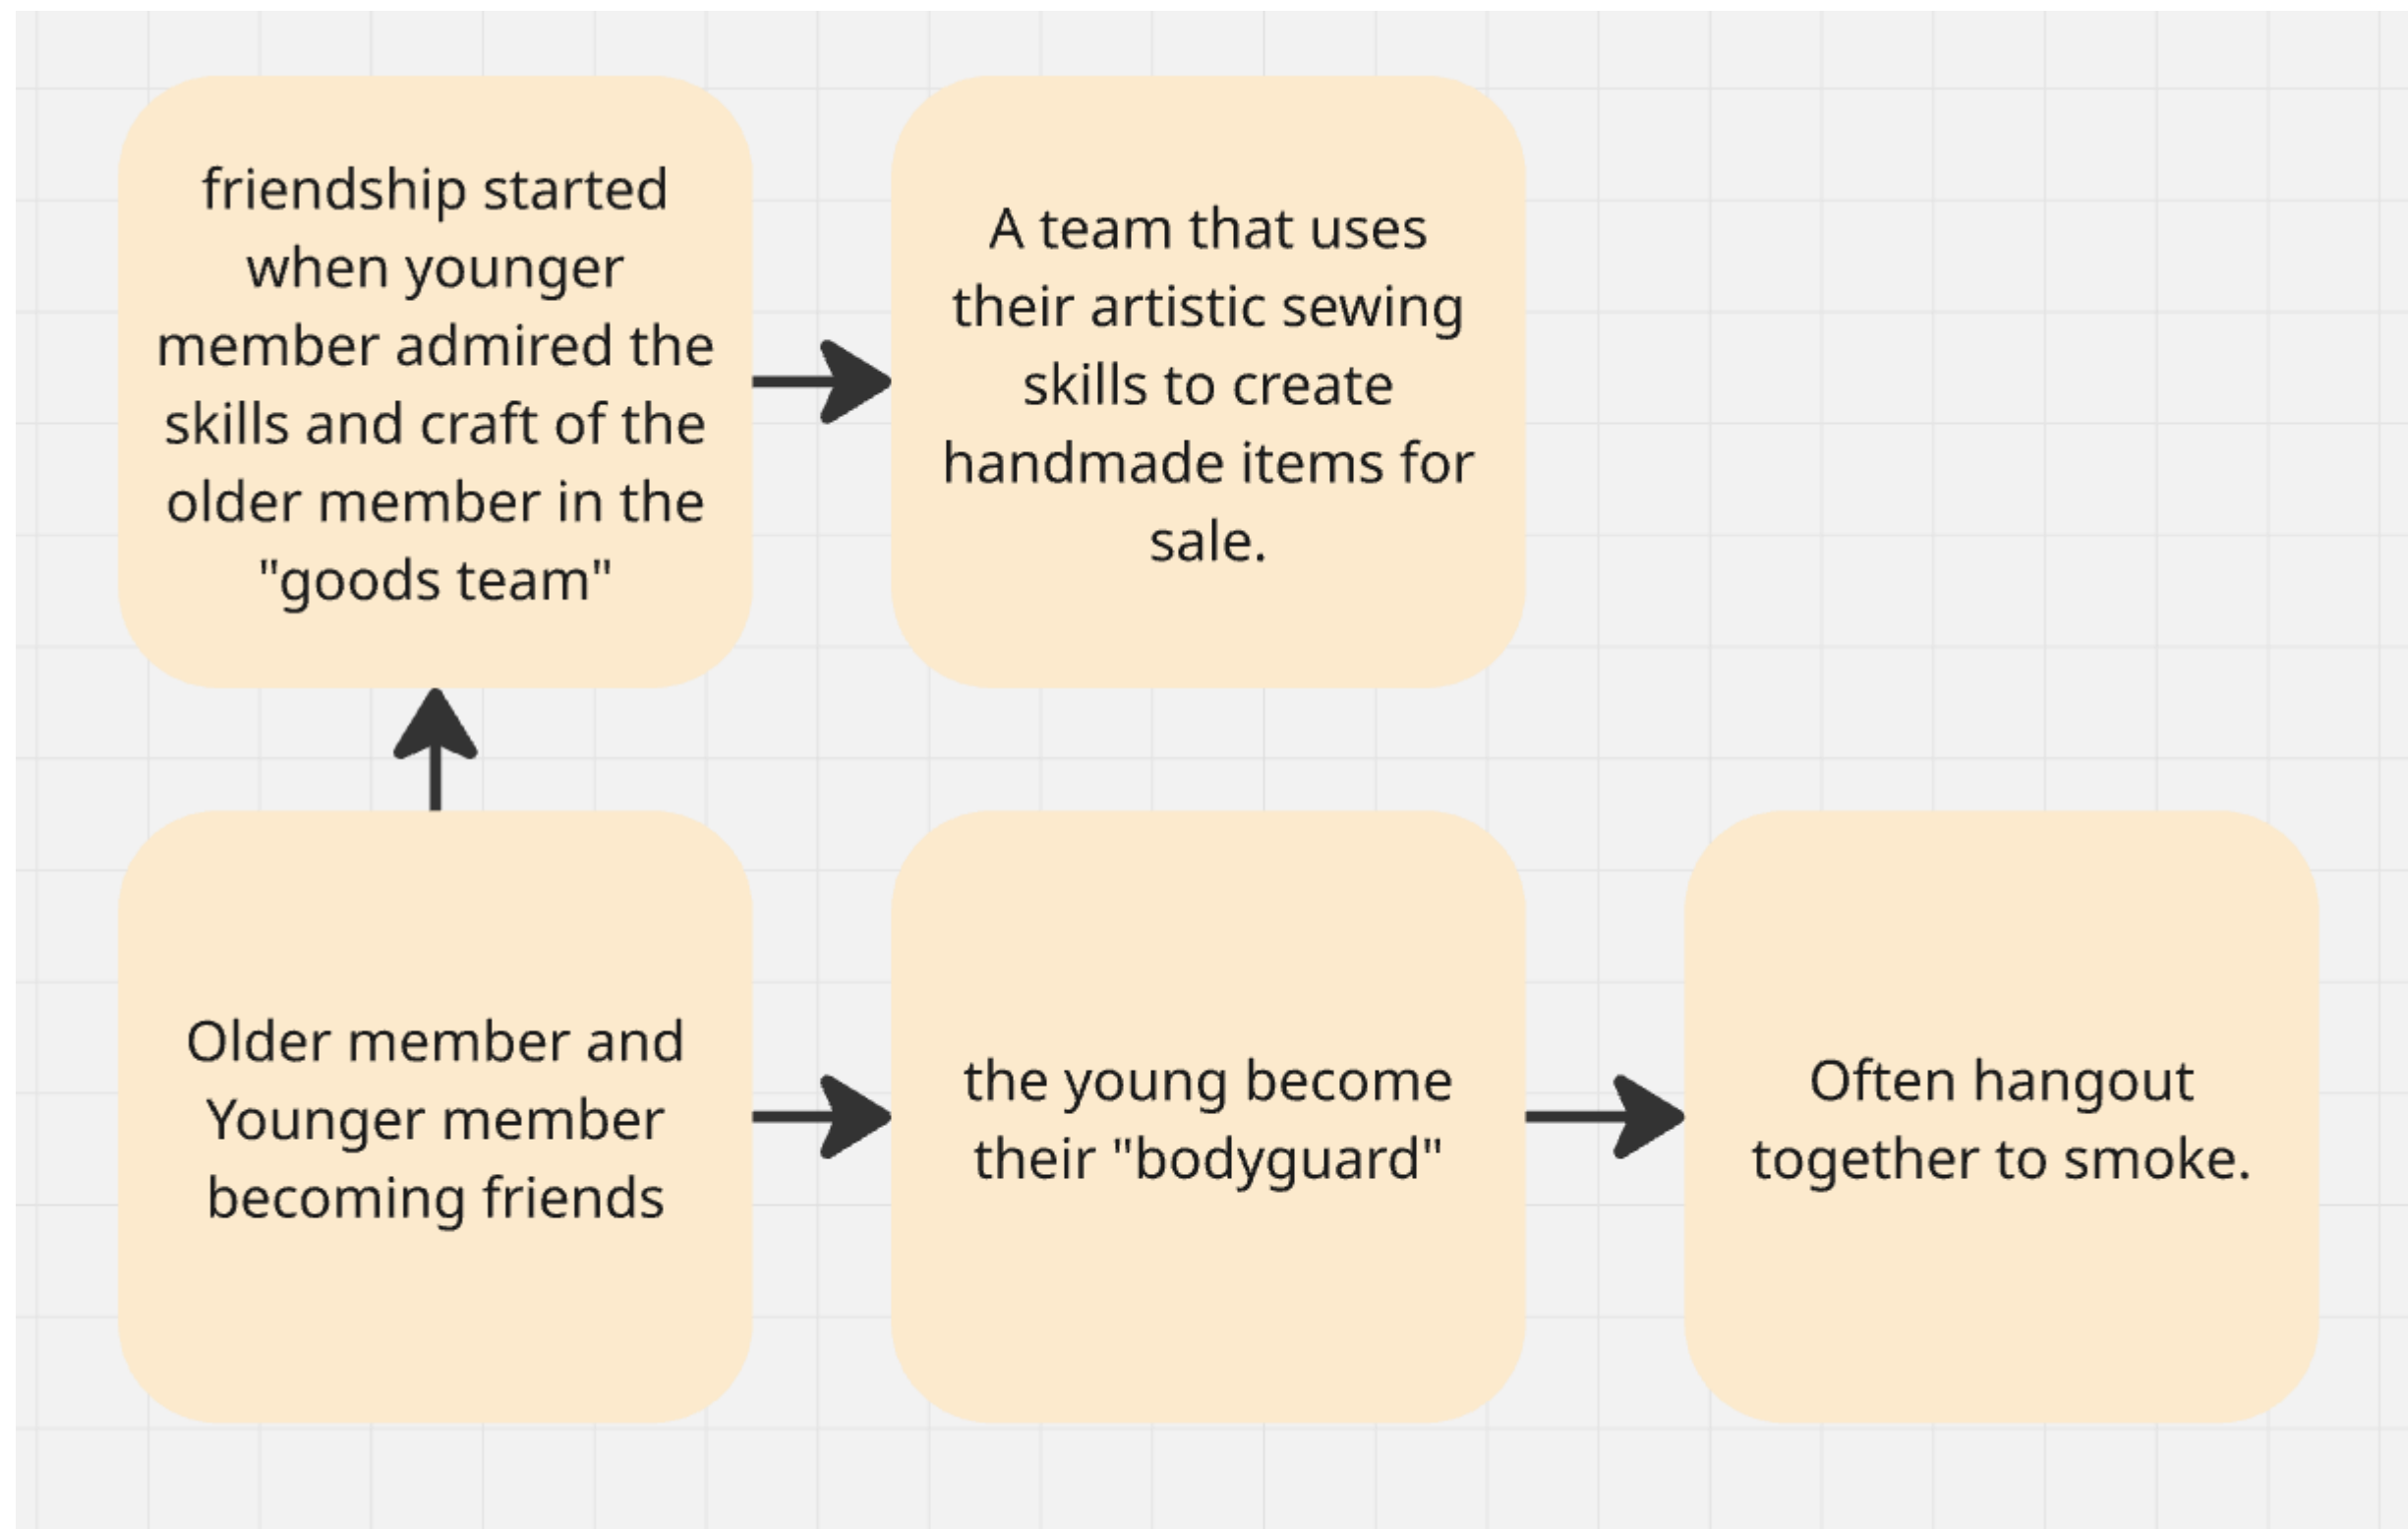 friendship started
when younger
member admired the
skills and craft of the
older member in the
"goods team"
A team that uses
their artistic sewing
skills to create
handmade items for
sale.
Older member and
Younger member
becoming friends
the young become
their "bodyguard"
Often hangout
together to smoke.